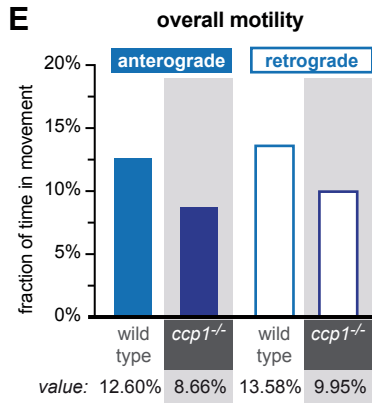 E
overall motility
anterograde retrograde
fraction of time in movement
20%
15%
10%
5%
0%
wild type ccp1-/- wild type ccp1-/-
value: 12.60% 8.66% 13.58% 9.95%